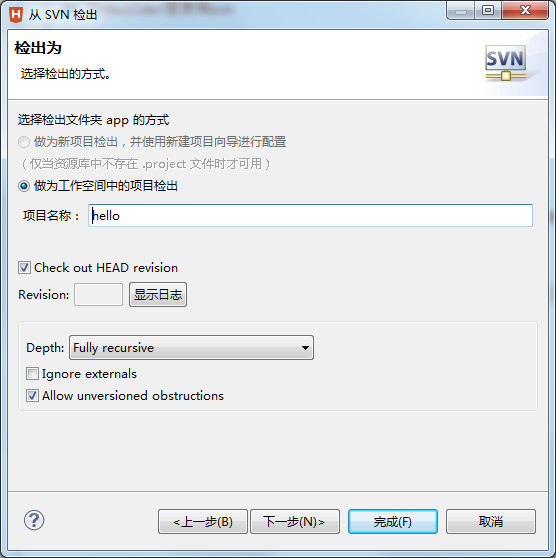 从 SVN 检出
检出为
选择检出的方式。
SVN
选择检出文件夹 app 的方式
做为新项目检出，并使用新建项目向导进行配置
（仅当资源库中不存在 .project 文件时才可用）
做为工作空间中的项目检出
项目名称： hello
Check out HEAD revision
Revision: 显示日志
Depth: Fully recursive
Ignore externals
Allow unversioned obstructions
<上一步(B) 下一步(N)> 完成(F) 取消